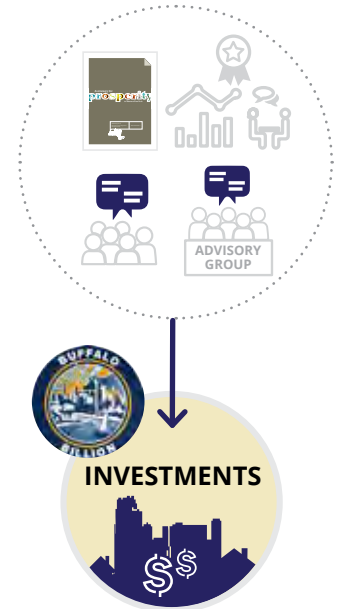 prosperity
ADVISORY
GROUP
BUFFALO
BILLION
INVESTMENTS
$
$